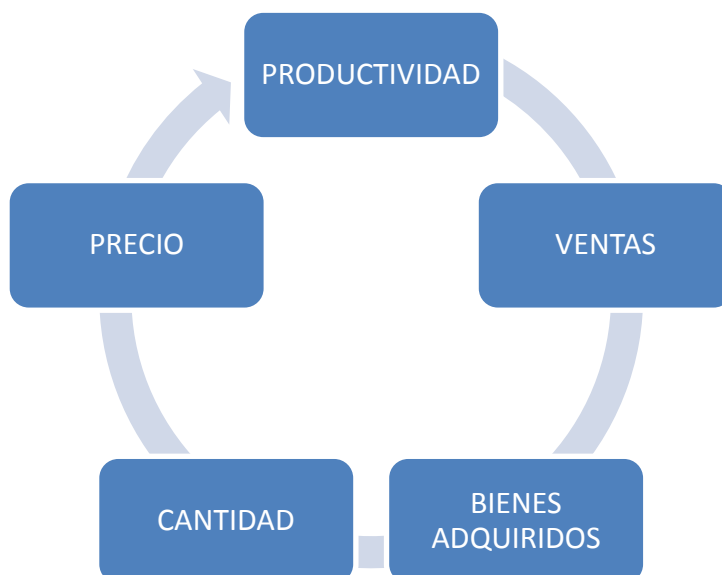 PRODUCTIVIDAD
VENTAS
BIENES
ADQUIRIDOS
CANTIDAD
PRECIO